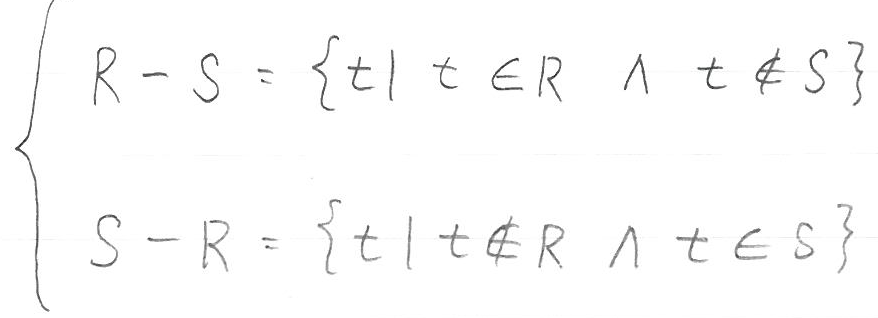 R - S = {t | t ∈ R ∧ t ∉ S}
S - R = {t | t ∉ R ∧ t ∈ S}